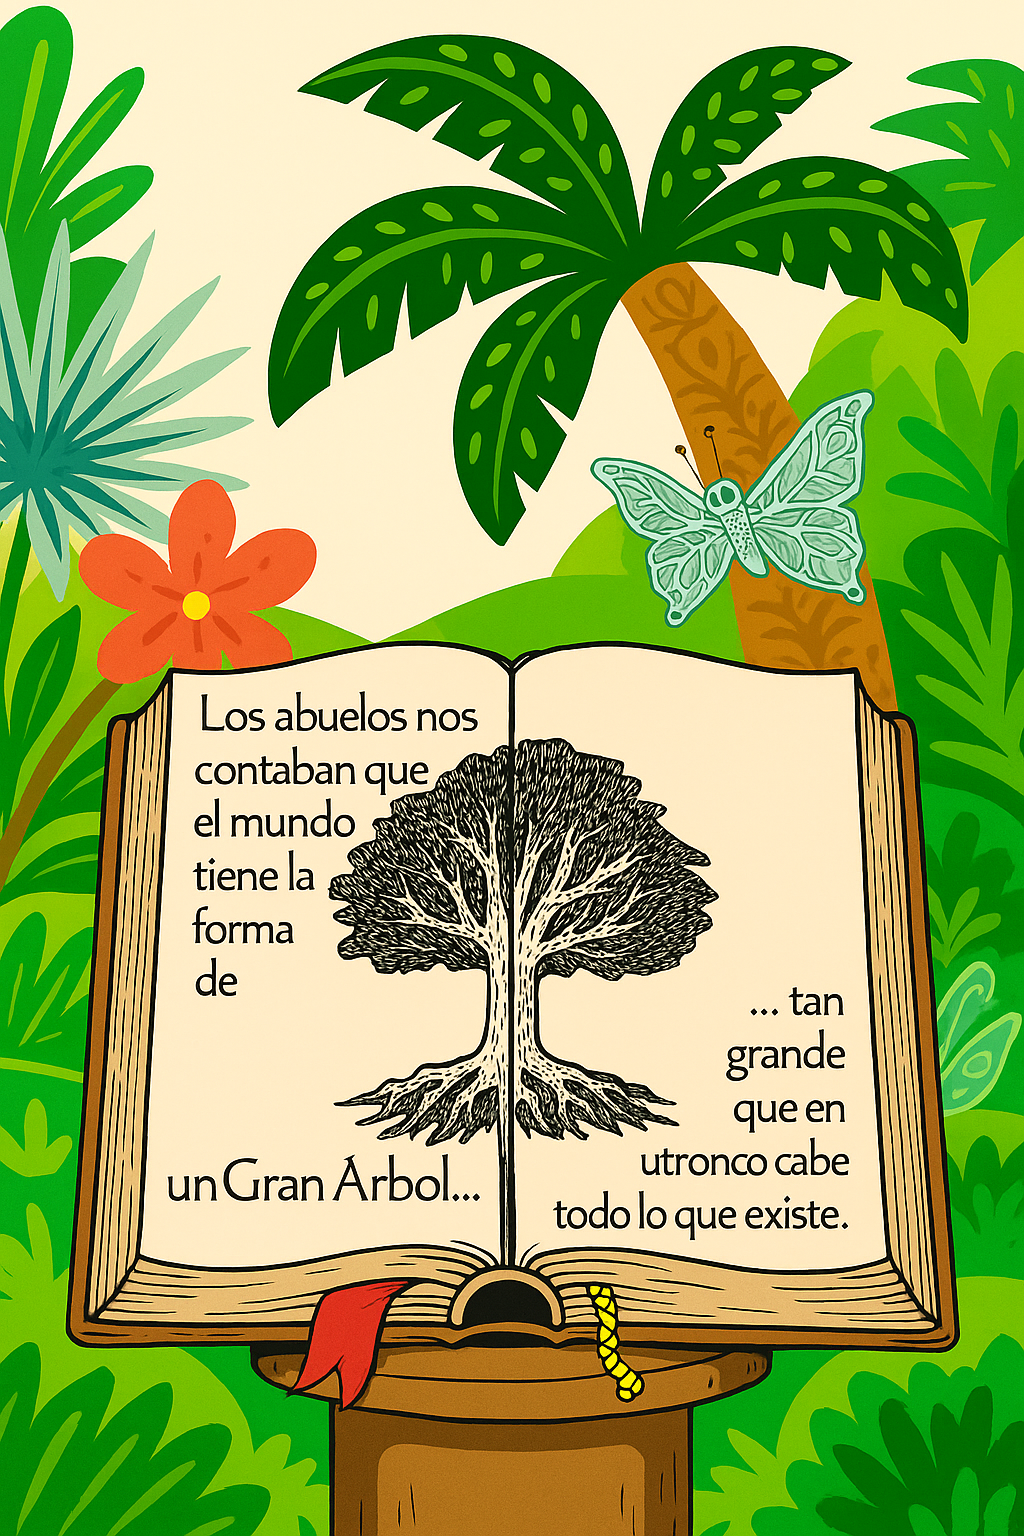 Los abuelos nos
contaban que
el mundo
tiene la
forma
de
un Gran Árbol...
... tan
grande
que en
utronco cabe
todo lo que existe.